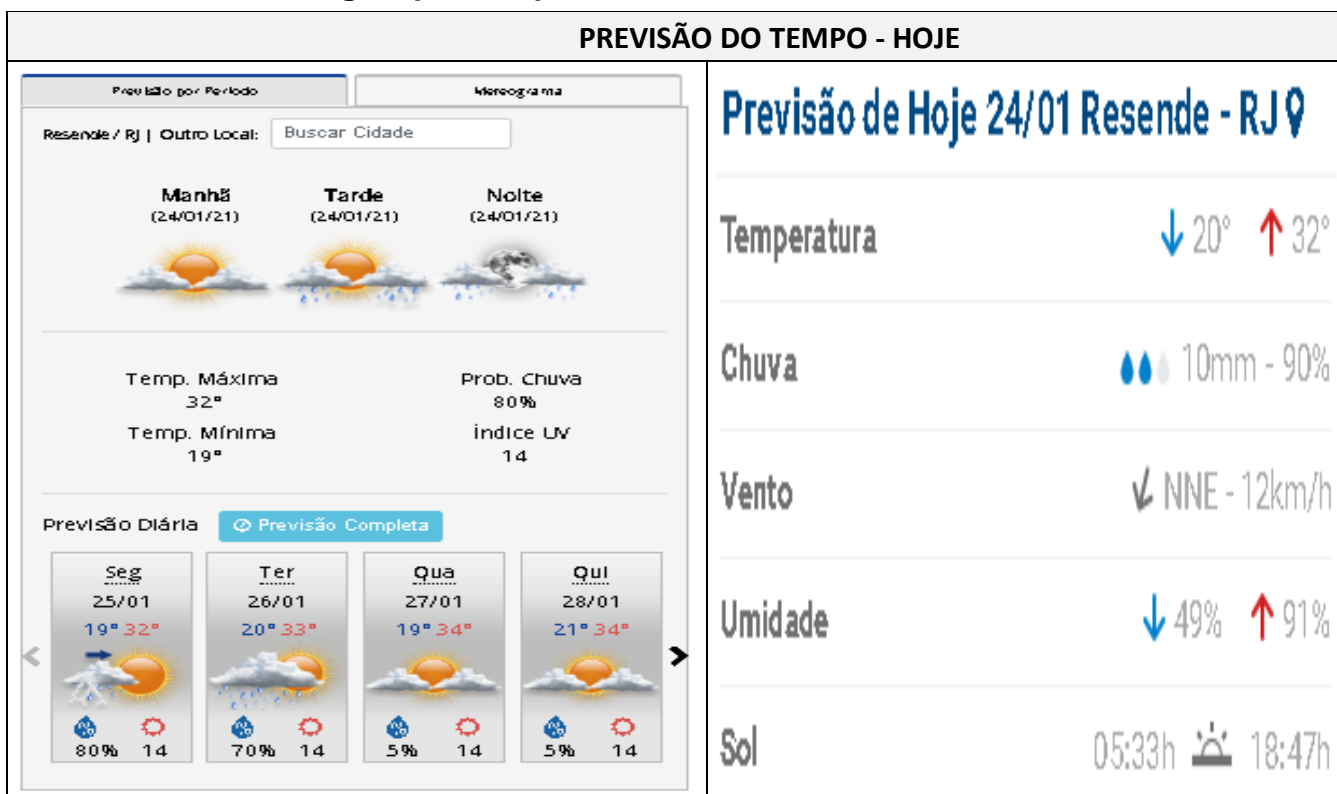 PREVISÃO DO TEMPO - HOJE
Previsão por Período
Meteograma
Resende / RJ | Outro Local: Buscar Cidade
Manhã Tarde Noite
(24/01/21) (24/01/21) (24/01/21)
Temp. Máxima Prob. Chuva
32° 80%
Temp. Mínima Índice UV
19° 14
Previsão Diária Previsão Completa
Seg Ter Qua Qui
25/01 26/01 27/01 28/01
19° 32° 20° 33° 19° 34° 21° 34°
80% 14 70% 14 5% 14 5% 14
Previsão de Hoje 24/01 Resende - RJ
Temperatura 20° 32°
Chuva 10mm - 90%
Vento NNE - 12km/h
Umidade 49% 91%
Sol 05:33h 18:47h